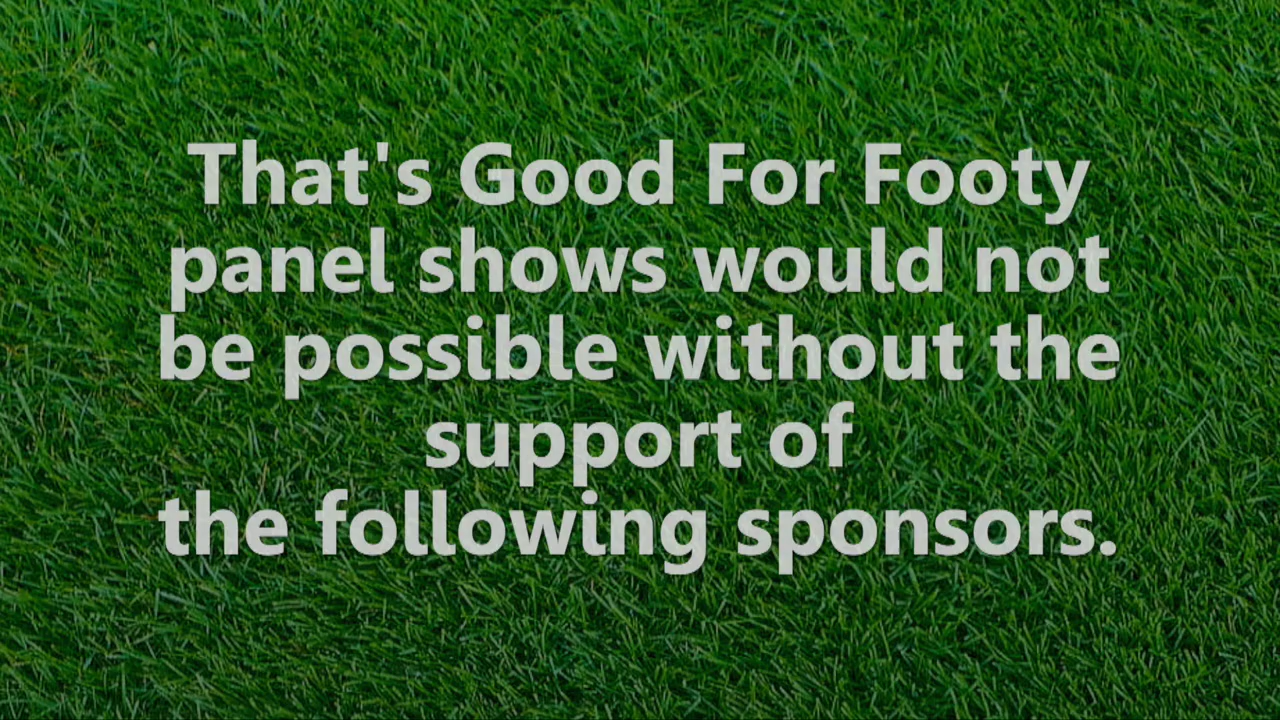 That's Good For Footy
panel shows would not
be possible without the
support of
the following sponsors.